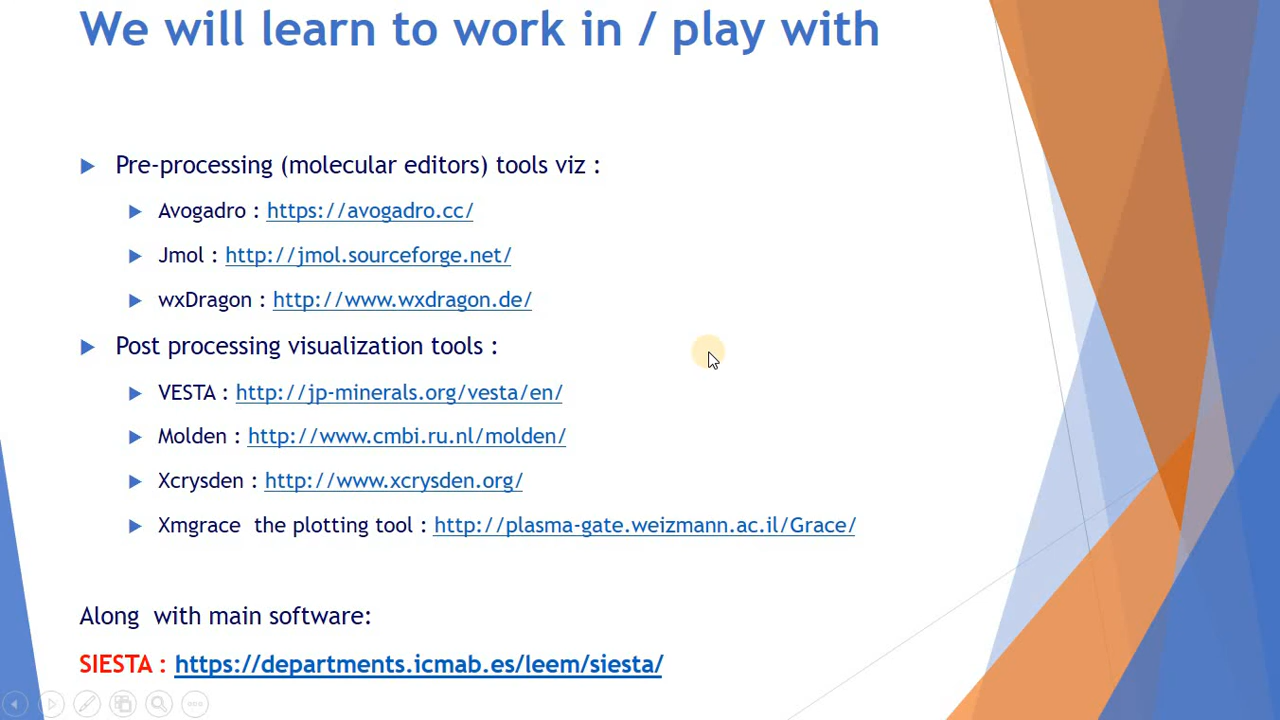 We will learn to work in / play with
Pre-processing (molecular editors) tools viz :
Avogadro : https://avogadro.cc/
Jmol : http://jmol.sourceforge.net/
wxDragon : http://www.wxdragon.de/
Post processing visualization tools :
VESTA : http://jp-minerals.org/vesta/en/
Molden : http://www.cmbi.ru.nl/molden/
Xcrysden : http://www.xcrysden.org/
Xmgrace  the plotting tool : http://plasma-gate.weizmann.ac.il/Grace/
Along  with main software:
SIESTA : https://departments.icmab.es/leem/siesta/